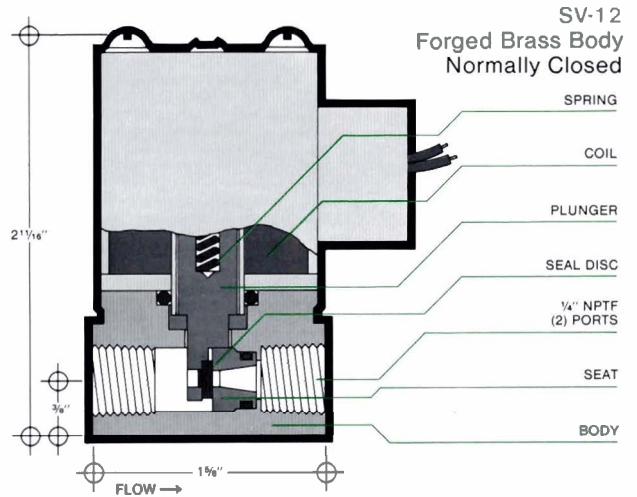 SV-12
Forged Brass Body
Normally Closed
SPRING
COIL
PLUNGER
SEAL DISC
¼" NPTF
(2) PORTS
SEAT
BODY
2¹¹⁄₁₆"
⅜"
1⅝"
FLOW →